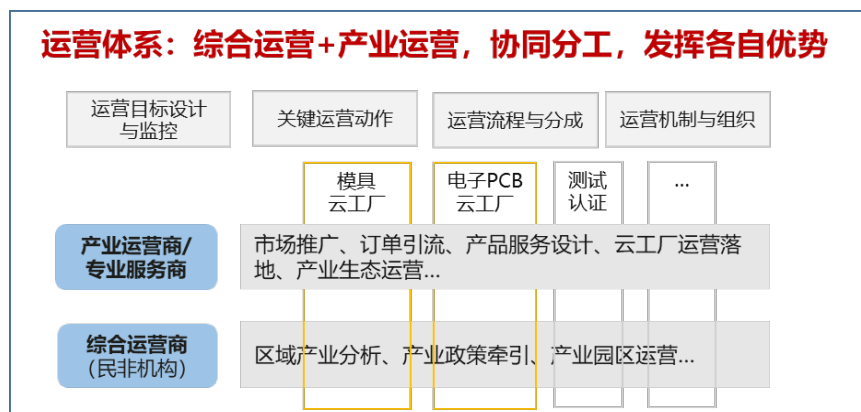 运营体系：综合运营+产业运营，协同分工，发挥各自优势
运营目标设计
与监控
关键运营动作
运营流程与分成
运营机制与组织
模具
云工厂
电子PCB
云工厂
测试
认证
...
产业运营商/
专业服务商
市场推广、订单引流、产品服务设计、云工厂运营落
地、产业生态运营...
综合运营商
（民非机构）
区域产业分析、产业政策牵引、产业园区运营...